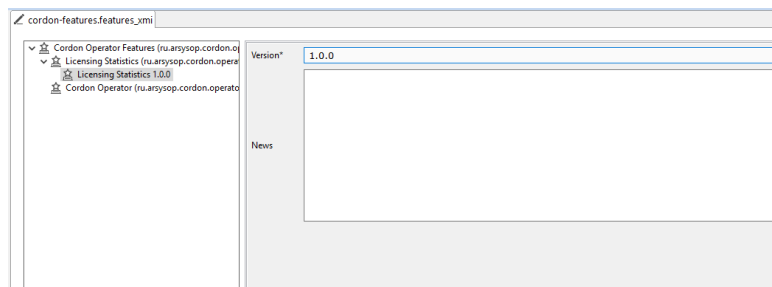 cordon-features.features_xmi
Cordon Operator Features (ru.arsysop.cordon.op
Version*
1.0.0
Licensing Statistics (ru.arsysop.cordon.opera
Licensing Statistics 1.0.0
Cordon Operator (ru.arsysop.cordon.operato
News